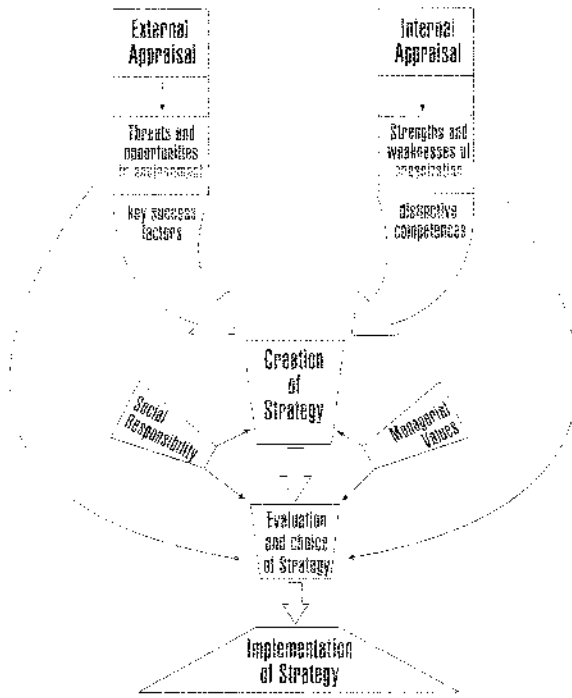 External
Appraisal
Internal
Appraisal
Threats and
opportunities
in environment
Strengths and
weaknesses of
organization
key success
factors
distinctive
competences
Creation
of
Strategy
Social
Responsibility
Managerial
Values
Evaluation
and choice
of Strategy
Implementation
of Strategy